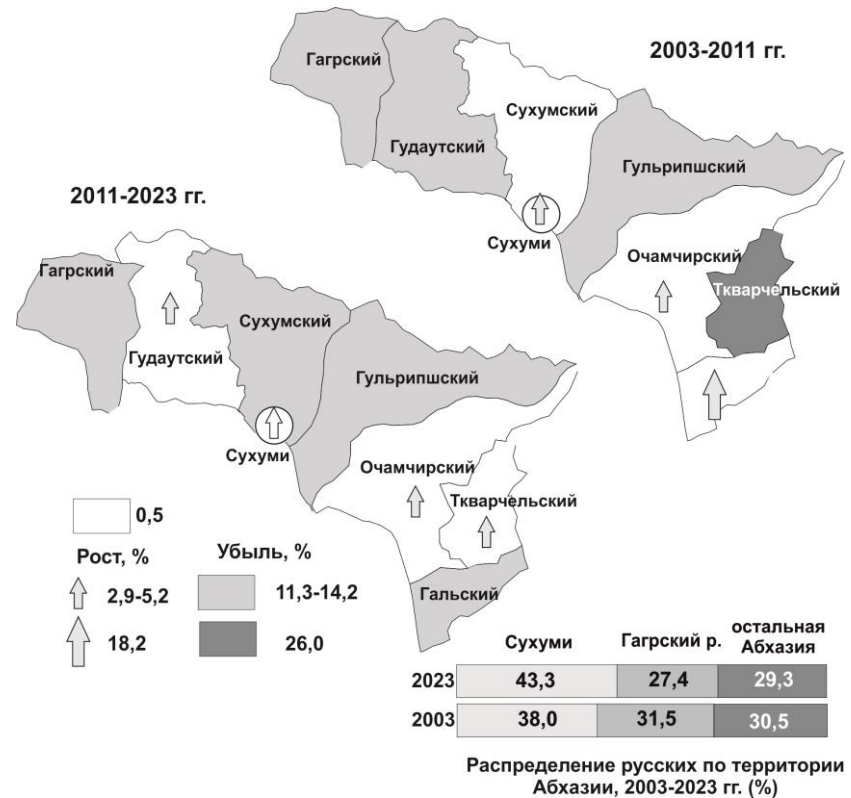 2003-2011 гг.
Гагрский
Сухумский
Гудаутский
Гульрипшский
Сухуми
Очамчирский
Ткварчельский
2011-2023 гг.
Гагрский
Сухумский
Гудаутский
Гульрипшский
Сухуми
Очамчирский
Ткварчельский
Гальский
0,5
Рост, %
Убыль, %
2,9-5,2
11,3-14,2
18,2
26,0
Сухуми Гагрский р. остальная
Абхазия
2023 43,3 27,4 29,3
2003 38,0 31,5 30,5
Распределение русских по территории
Абхазии, 2003-2023 гг. (%)